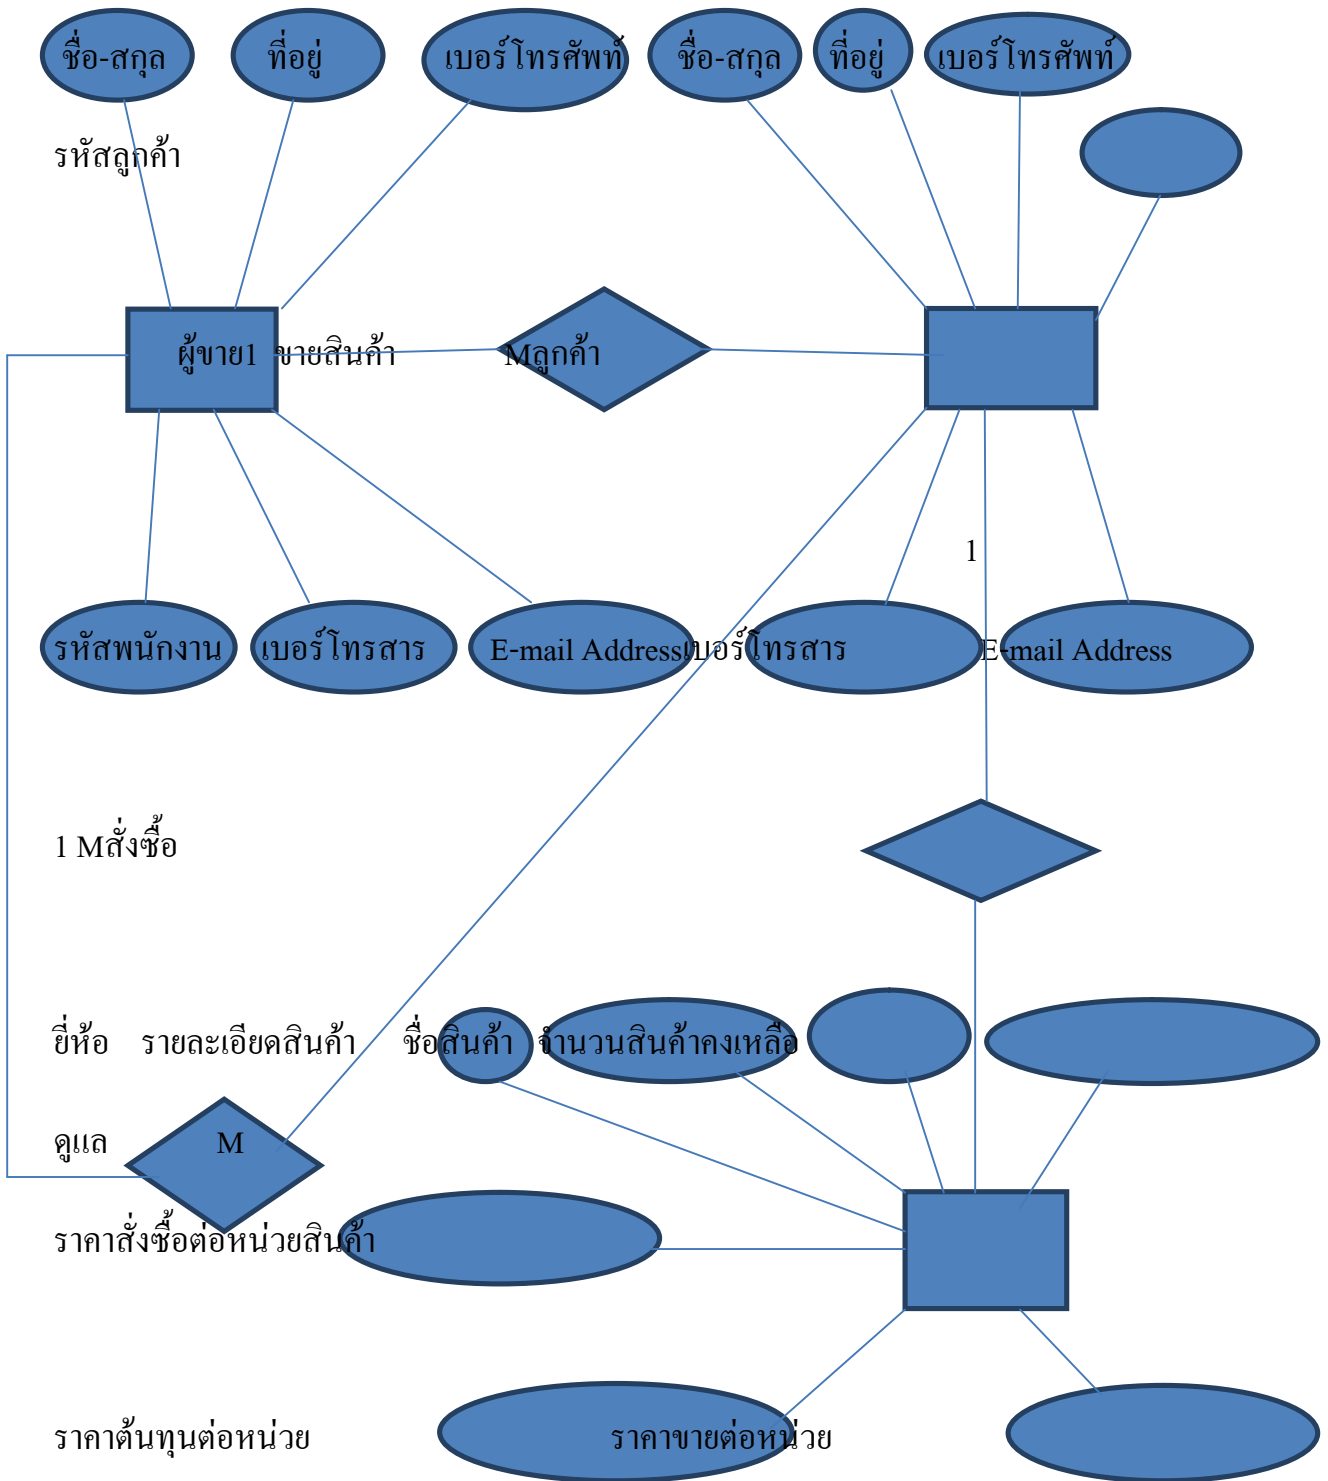 ชื่อ-สกุล ที่อยู่ เบอร์โทรศัพท์ ชื่อ-สกุล ที่อยู่ เบอร์โทรศัพท์
รหัสลูกค้า
ผู้ขาย1 ขายสินค้า Mลูกค้า
1
รหัสพนักงาน เบอร์โทรสาร E-mail Addressเบอร์โทรสาร E-mail Address
1 Mสั่งซื้อ
ยี่ห้อ รายละเอียดสินค้า ชื่อสินค้า จำนวนสินค้าคงเหลือ
ดูแล M
ราคาสั่งซื้อต่อหน่วยสินค้า
ราคาต้นทุนต่อหน่วย ราคาขายต่อหน่วย